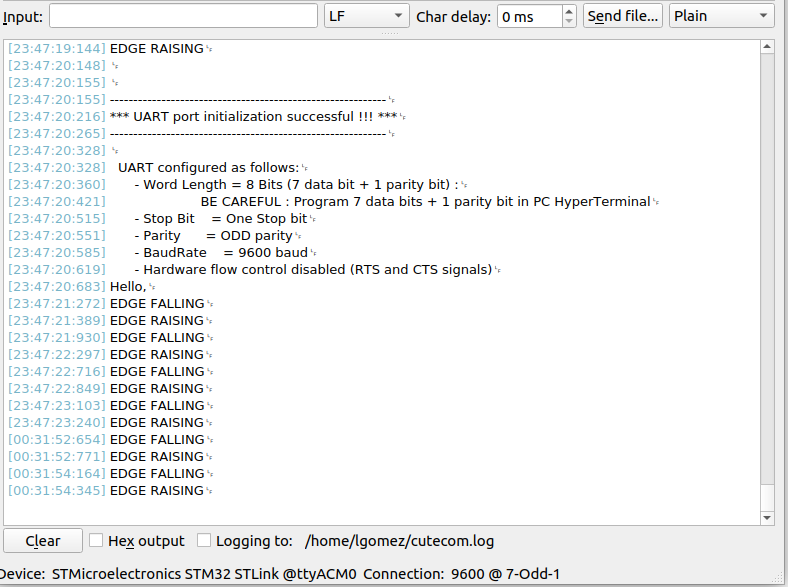 Input: LF Char delay: 0 ms Send file... Plain
[23:47:19:144] EDGE RAISING
[23:47:20:148]
[23:47:20:155]
[23:47:20:155] ------------------------------------------------------------
[23:47:20:216] *** UART port initialization successful !!! ***
[23:47:20:265] ------------------------------------------------------------
[23:47:20:328]
[23:47:20:328] UART configured as follows:
[23:47:20:360] - Word Length = 8 Bits (7 data bit + 1 parity bit) :
[23:47:20:421] BE CAREFUL : Program 7 data bits + 1 parity bit in PC HyperTerminal
[23:47:20:515] - Stop Bit = One Stop bit
[23:47:20:551] - Parity = ODD parity
[23:47:20:585] - BaudRate = 9600 baud
[23:47:20:619] - Hardware flow control disabled (RTS and CTS signals)
[23:47:20:683] Hello,
[23:47:21:272] EDGE FALLING
[23:47:21:389] EDGE RAISING
[23:47:21:930] EDGE FALLING
[23:47:22:297] EDGE RAISING
[23:47:22:716] EDGE FALLING
[23:47:22:849] EDGE RAISING
[23:47:23:103] EDGE FALLING
[23:47:23:240] EDGE RAISING
[00:31:52:654] EDGE FALLING
[00:31:52:771] EDGE RAISING
[00:31:54:164] EDGE FALLING
[00:31:54:345] EDGE RAISING
Clear Hex output Logging to: /home/lgomez/cutecom.log
Device: STMicroelectronics STM32 STLink @ttyACM0 Connection: 9600 @ 7-Odd-1